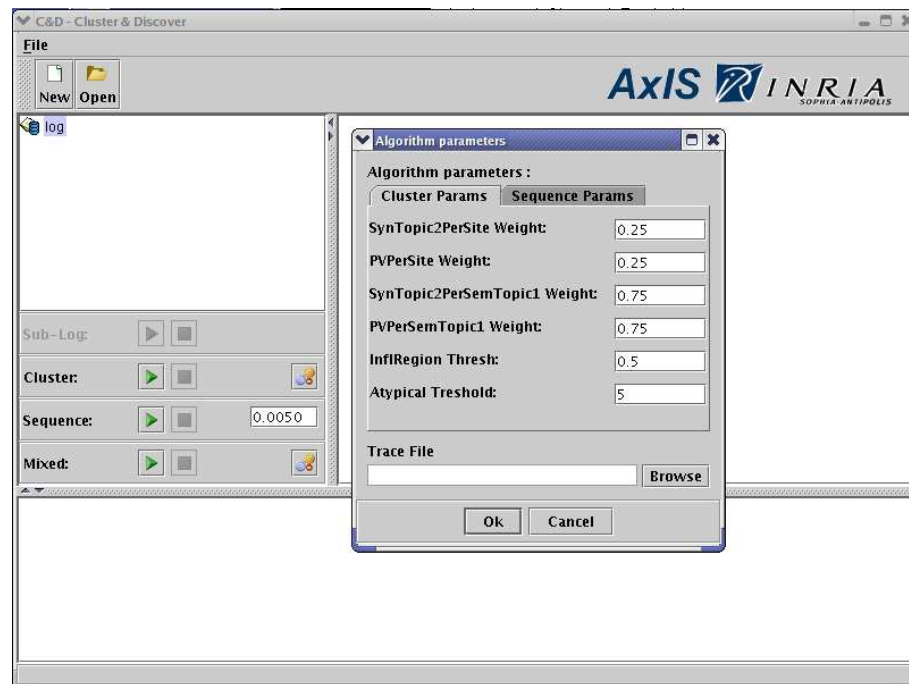 C&D - Cluster & Discover
File
New Open
AxIS INRIA
SOPHIA-ANTIPOLIS
log
Algorithm parameters
Algorithm parameters :
Cluster Params Sequence Params
SynTopic2PerSite Weight: 0.25
PVPerSite Weight: 0.25
SynTopic2PerSemTopic1 Weight: 0.75
PVPerSemTopic1 Weight: 0.75
InflRegion Thresh: 0.5
Atypical Treshold: 5
Sub-Log:
Cluster:
Sequence: 0.0050
Mixed:
Trace File
Browse
Ok Cancel